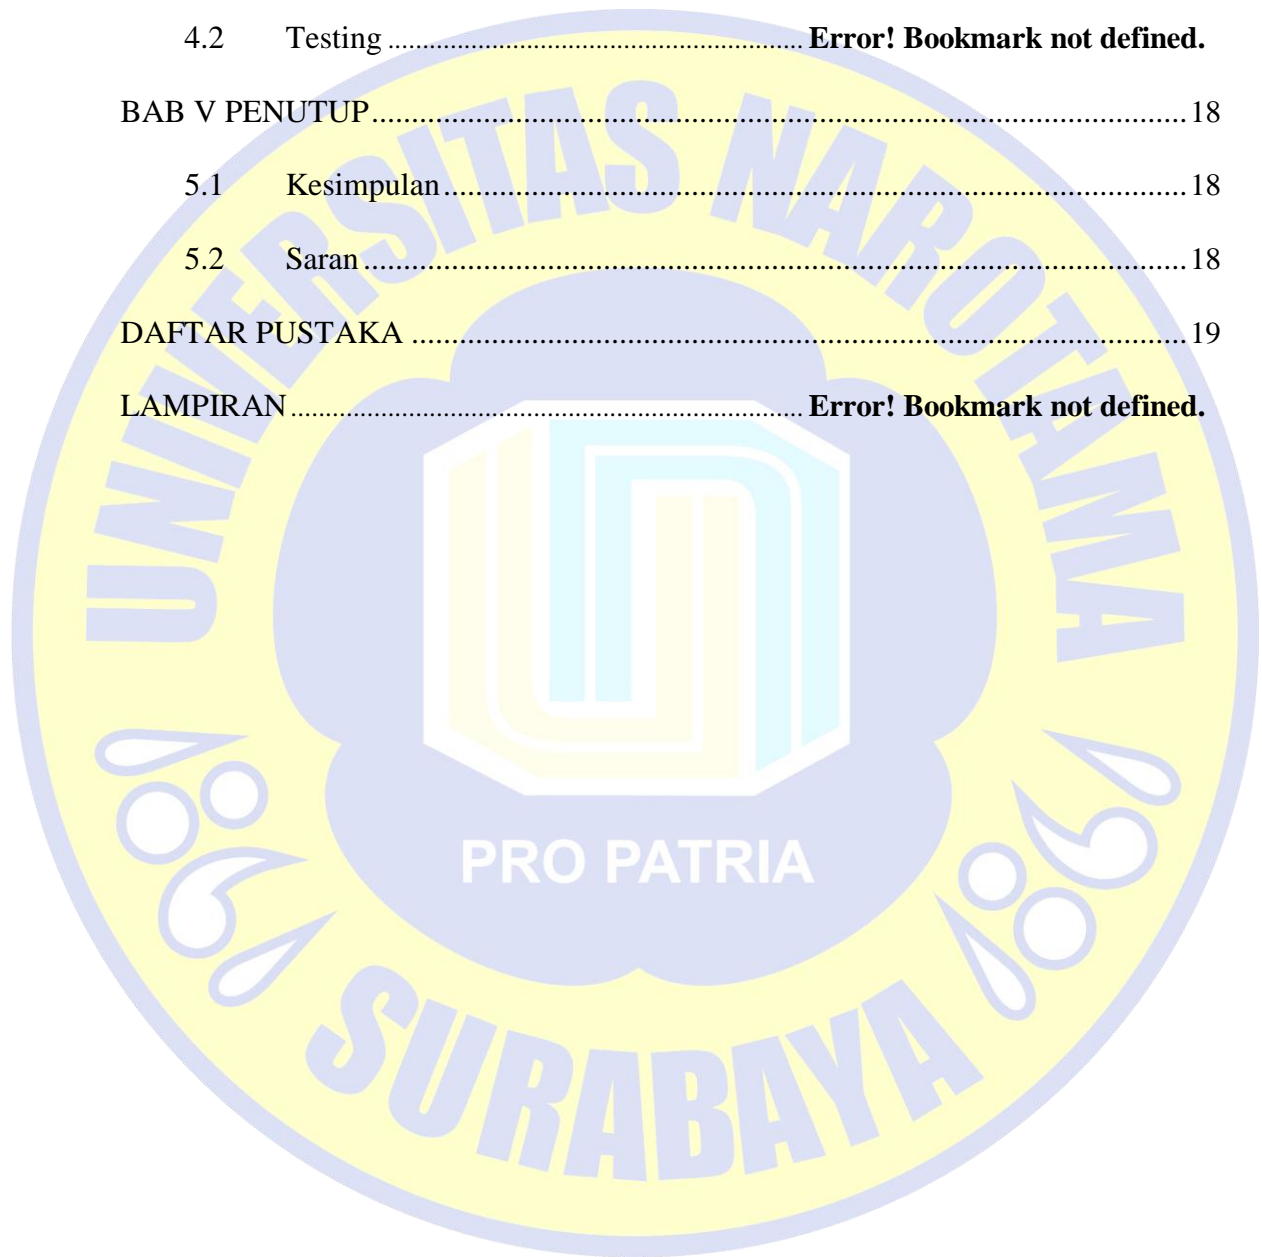 4.2 Testing ............................................................ Error! Bookmark not defined.
BAB V PENUTUP.................................................................................................... 18
5.1 Kesimpulan............................................................................................ 18
5.2 Saran ...................................................................................................... 18
DAFTAR PUSTAKA ............................................................................................... 19
LAMPIRAN.......................................................................... Error! Bookmark not defined.
UNIVERSITAS NAROTAMA
PRO PATRIA
SURABAYA